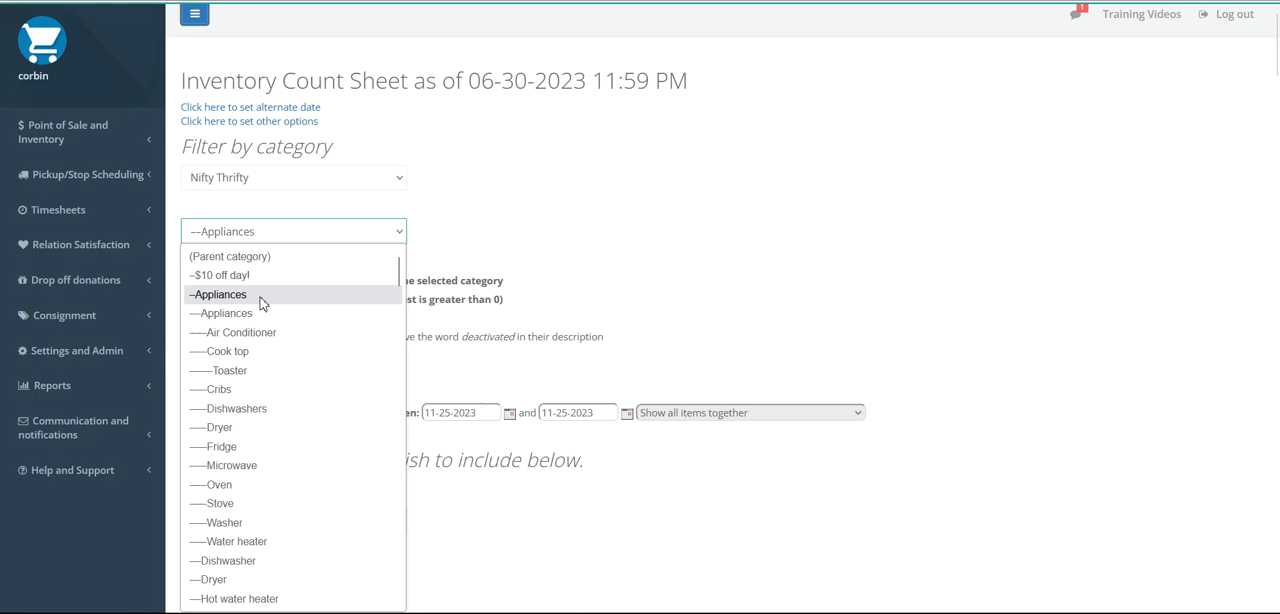 1
Training Videos
Log out
corbin
$ Point of Sale and
Inventory
Pickup/Stop Scheduling
Timesheets
Relation Satisfaction
Drop off donations
Consignment
Settings and Admin
Reports
Communication and
notifications
Help and Support
Inventory Count Sheet as of 06-30-2023 11:59 PM
Click here to set alternate date
Click here to set other options
Filter by category
Nifty Thrifty
--Appliances
(Parent category)
--$10 off day!
--Appliances
----Appliances
------Air Conditioner
------Cook top
--------Toaster
------Cribs
------Dishwashers
------Dryer
------Fridge
------Microwave
------Oven
------Stove
------Washer
------Water heater
----Dishwasher
----Dryer
----Hot water heater
selected category
st is greater than 0)
the word deactivated in their description
en: 11-25-2023 and 11-25-2023 Show all items together
ish to include below.